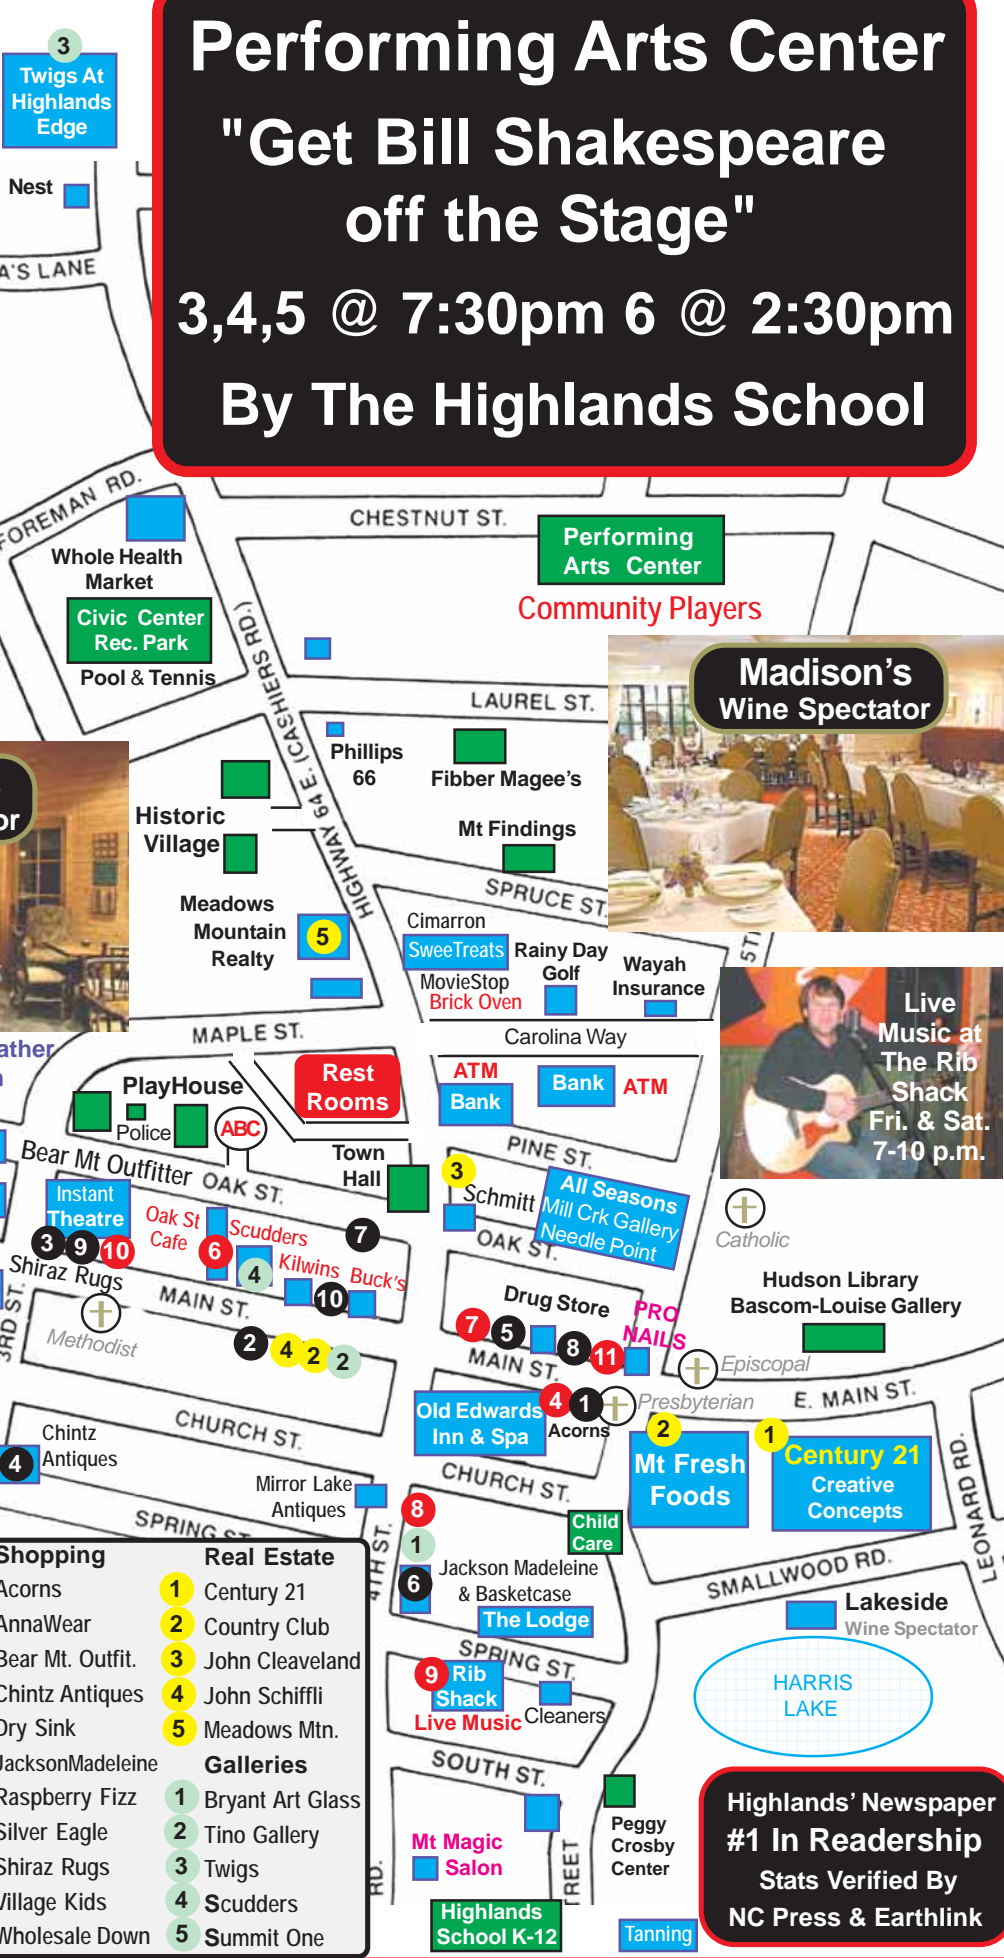 Performing Arts Center
"Get Bill Shakespeare
off the Stage"
3,4,5 @ 7:30pm 6 @ 2:30pm
By The Highlands School
3
Twigs At
Highlands
Edge
Nest
A'S LANE
FOREMAN RD.
Whole Health
Market
Civic Center
Rec. Park
Pool & Tennis
CHESTNUT ST.
Performing
Arts Center
Community Players
HIGHWAY 64 E. (CASHIERS RD.)
LAUREL ST.
Madison's
Wine Spectator
Phillips
66
Fibber Magee's
or
Historic
Village
Mt Findings
SPRUCE ST.
Meadows
Mountain
Realty
5
Cimarron
SweeTreats
MovieStop
Brick Oven
Rainy Day
Golf
Wayah
Insurance
Live
Music at
The Rib
Shack
Fri. & Sat.
7-10 p.m.
MAPLE ST.
Carolina Way
ather
PlayHouse
Police
ABC
Rest
Rooms
ATM
Bank
Bank
ATM
Town
Hall
PINE ST.
Bear Mt Outfitter
OAK ST.
3
Schmitt
All Seasons
Mill Crk Gallery
Needle Point
Catholic
Instant
Theatre
3
9
10
Shiraz Rugs
Oak St
Cafe
6
Scudders
4
Kilwins
10
Buck's
7
OAK ST.
Hudson Library
Bascom-Louise Gallery
3RD ST.
Methodist
MAIN ST.
2
4
2
2
Drug Store
7
5
8
11
PRO
NAILS
MAIN ST.
Episcopal
Presbyterian
E. MAIN ST.
Old Edwards
Inn & Spa
4
1
Acorns
2
Mt Fresh
Foods
1
Century 21
Creative
Concepts
LEONARD RD.
CHURCH ST.
CHURCH ST.
Chintz
Antiques
4
Mirror Lake
Antiques
SPRING ST
4TH ST.
8
1
6
Jackson Madeleine
& Basketcase
Child
Care
The Lodge
SMALLWOOD RD.
Lakeside
Wine Spectator
HARRIS
LAKE
SPRING ST.
9
Rib
Shack
Live Music
Cleaners
SOUTH ST.
Mt Magic
Salon
Peggy
Crosby
Center
RD.
TREET
Highlands
School K-12
Tanning
Shopping
Acorns
AnnaWear
Bear Mt. Outfit.
Chintz Antiques
Dry Sink
JacksonMadeleine
Raspberry Fizz
Silver Eagle
Shiraz Rugs
Village Kids
Wholesale Down
Real Estate
1 Century 21
2 Country Club
3 John Cleaveland
4 John Schiffli
5 Meadows Mtn.
Galleries
1 Bryant Art Glass
2 Tino Gallery
3 Twigs
4 Scudders
5 Summit One
Highlands' Newspaper
#1 In Readership
Stats Verified By
NC Press & Earthlink